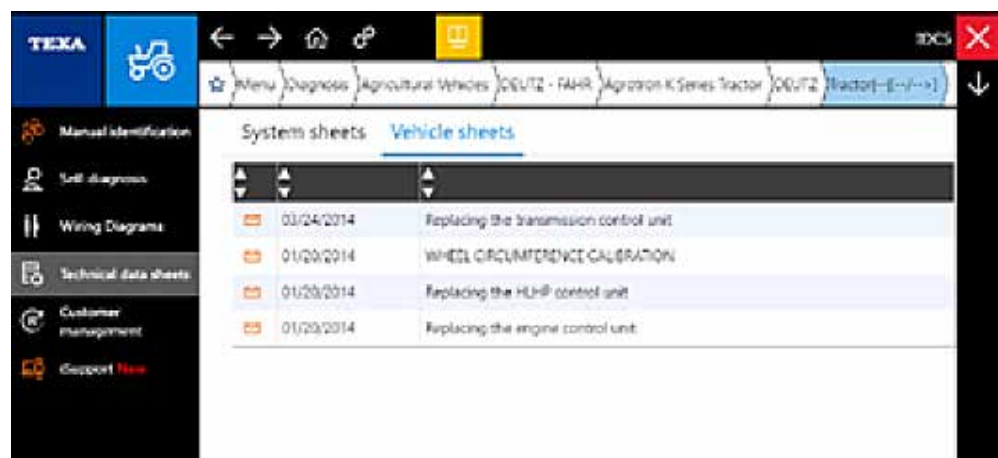 TEXA
IDC5
Menu Diagnosis Agricultural Vehicles DEUTZ - FAHR Agrotron K Series Tractor DEUTZ Tractor[--[--/-->]
Manual identification
Self diagnosis
Wiring Diagrams
Technical data sheets
Customer
management
iSupport New
System sheets Vehicle sheets
03/24/2014 Replacing the transmission control unit
01/20/2014 WHEEL CIRCUMFERENCE CALIBRATION
01/20/2014 Replacing the HLHP control unit
01/20/2014 Replacing the engine control unit